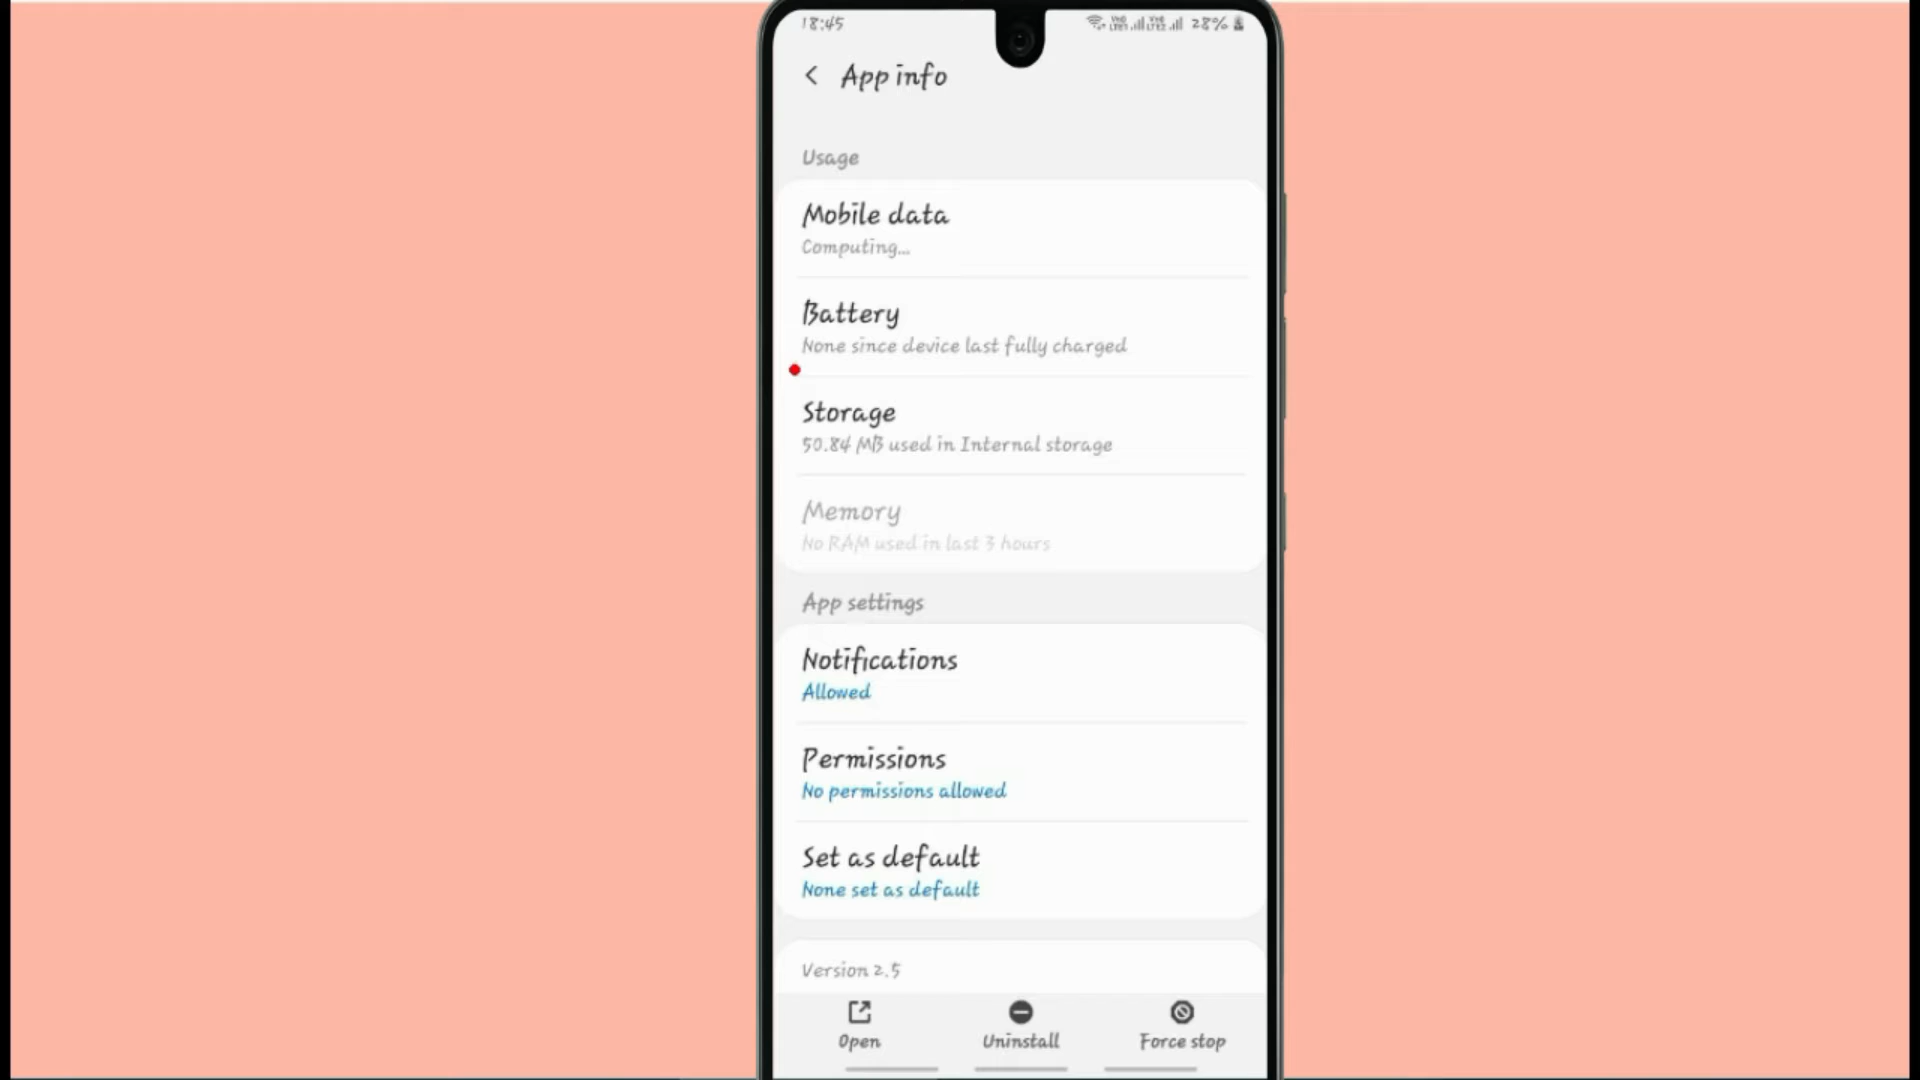 18:45
28%
App info
Usage
Mobile data
Computing...
Battery
None since device last fully charged
Storage
50.84 MB used in Internal storage
Memory
No RAM used in last 3 hours
App settings
Notifications
Allowed
Permissions
No permissions allowed
Set as default
None set as default
Version 2.5
Open
Uninstall
Force stop